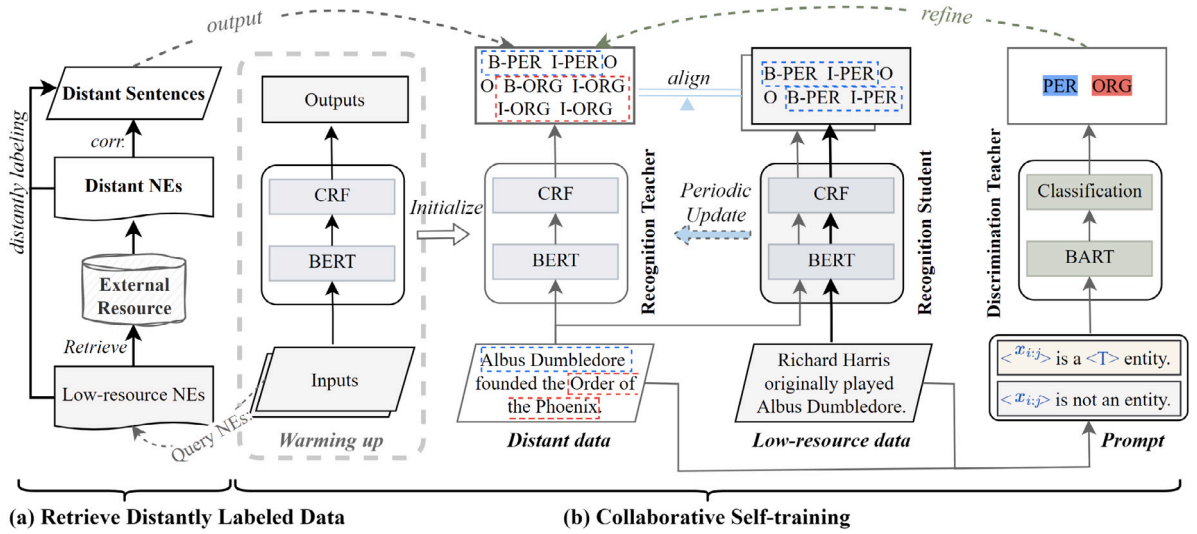 output
refine
Distant Sentences
distantly labeling
corr.
Distant NEs
External
Resource
Retrieve
Low-resource NEs
Query NEs
Outputs
CRF
BERT
Inputs
Warming up
Initialize
B-PER I-PER O
O B-ORG I-ORG
I-ORG I-ORG
CRF
BERT
Recognition Teacher
Albus Dumbledore
founded the Order of
the Phoenix.
Distant data
align
Periodic
Update
B-PER I-PER O
O B-PER I-PER
CRF
BERT
Recognition Student
Richard Harris
originally played
Albus Dumbledore.
Low-resource data
PER ORG
Classification
BART
Discrimination Teacher
<x_{i:j}> is a <T> entity.
<x_{i:j}> is not an entity.
Prompt
(a) Retrieve Distantly Labeled Data
(b) Collaborative Self-training